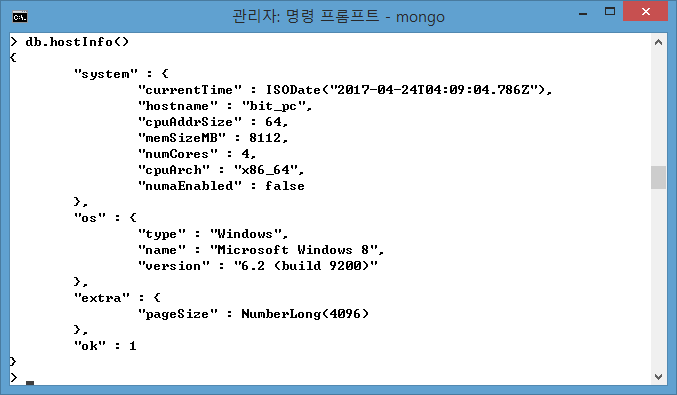 관리자: 명령 프롬프트 - mongo
> db.hostInfo()
{
        "system" : {
                "currentTime" : ISODate("2017-04-24T04:09:04.786Z"),
                "hostname" : "bit_pc",
                "cpuAddrSize" : 64,
                "memSizeMB" : 8112,
                "numCores" : 4,
                "cpuArch" : "x86_64",
                "numaEnabled" : false
        },
        "os" : {
                "type" : "Windows",
                "name" : "Microsoft Windows 8",
                "version" : "6.2 (build 9200)"
        },
        "extra" : {
                "pageSize" : NumberLong(4096)
        },
        "ok" : 1
}
>